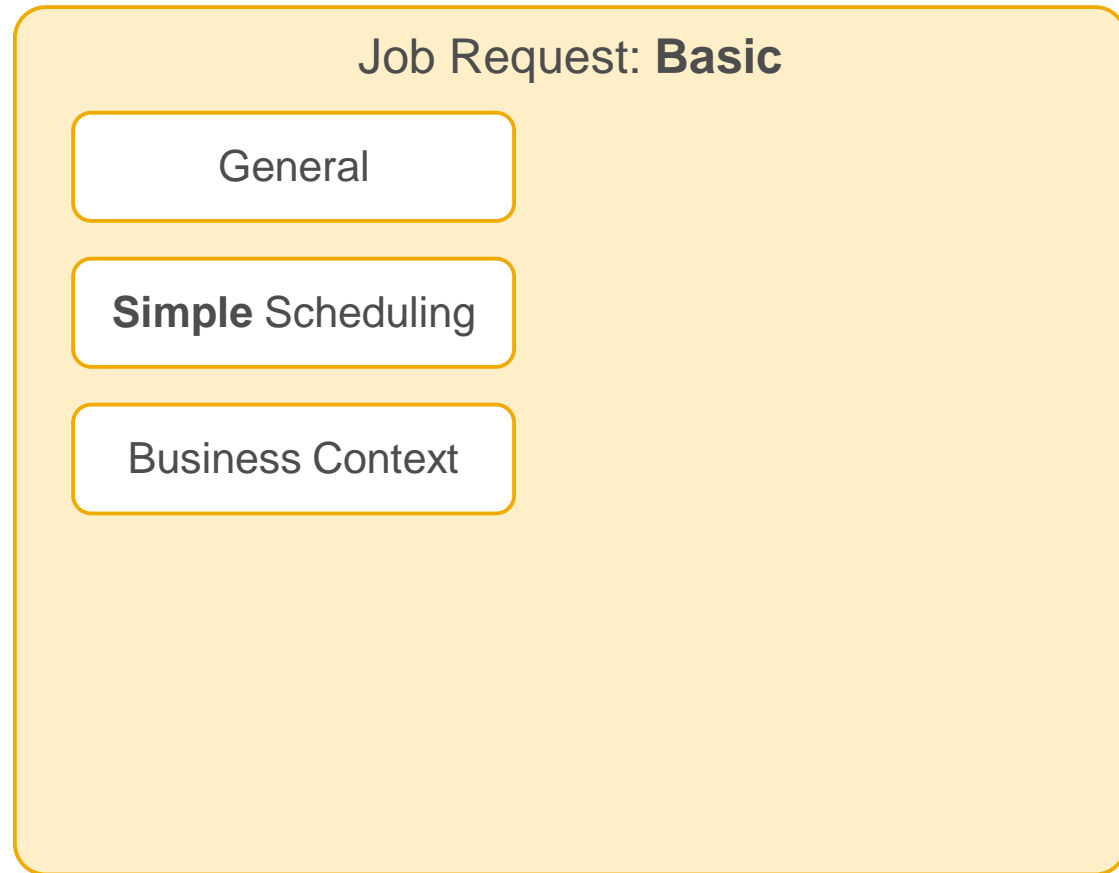 Job Request: Basic
General
Simple Scheduling
Business Context